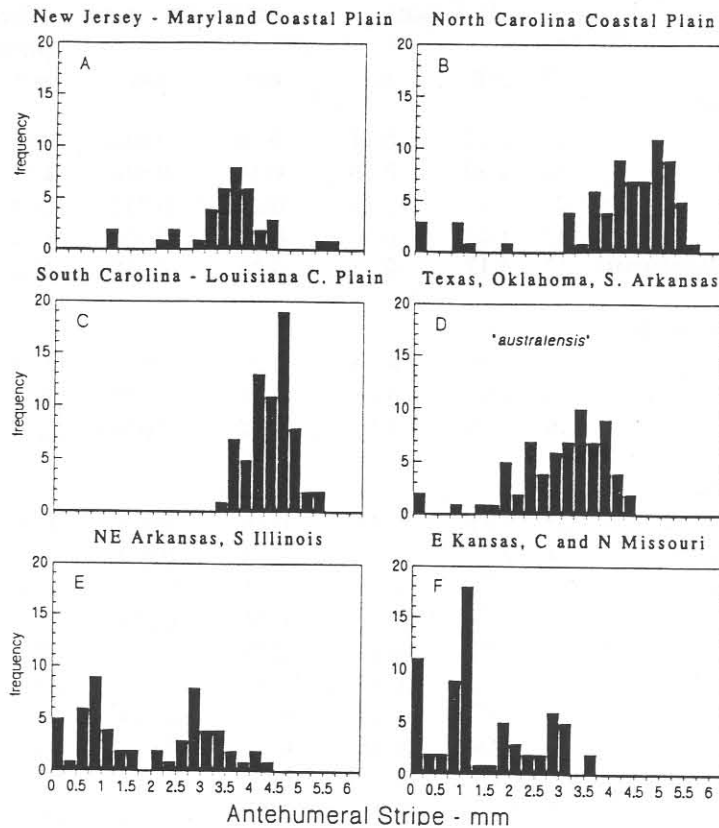 New Jersey - Maryland Coastal Plain
North Carolina Coastal Plain
20
15
10
5
0
frequency
A
20
15
10
5
0
B
South Carolina - Louisiana C. Plain
Texas, Oklahoma, S. Arkansas
20
15
10
5
0
frequency
C
20
15
10
5
0
D
"australensis"
NE Arkansas, S Illinois
E Kansas, C and N Missouri
20
15
10
5
0
frequency
E
20
15
10
5
0
F
0 0.5 1 1.5 2 2.5 3 3.5 4 4.5 5 5.5 6
0 0.5 1 1.5 2 2.5 3 3.5 4 4.5 5 5.5 6
Antehumeral Stripe - mm